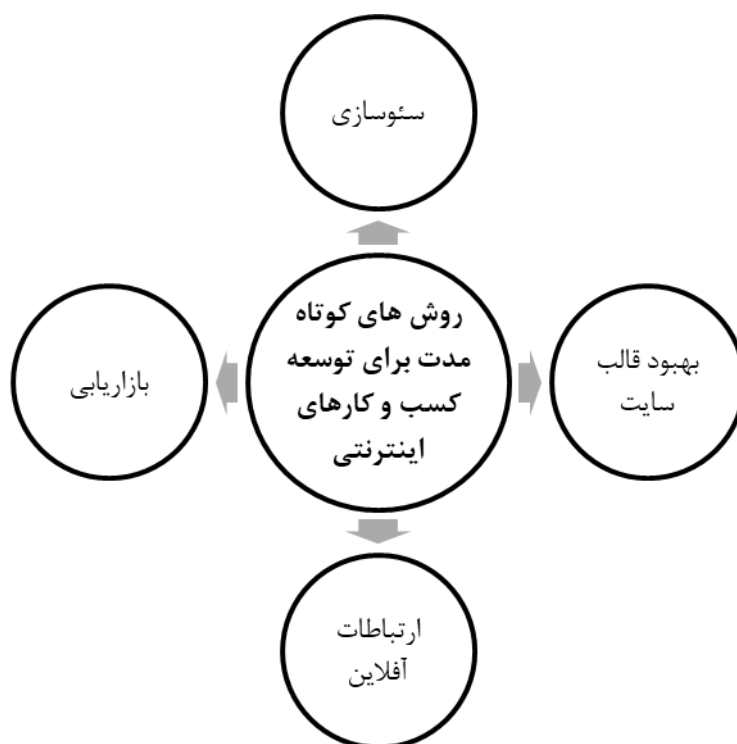 سئوسازی
روش های کوتاه
مدت برای توسعه
کسب و کارهای
اینترنتی
بهبود قالب
سایت
بازاریابی
ارتباطات
آفلاین